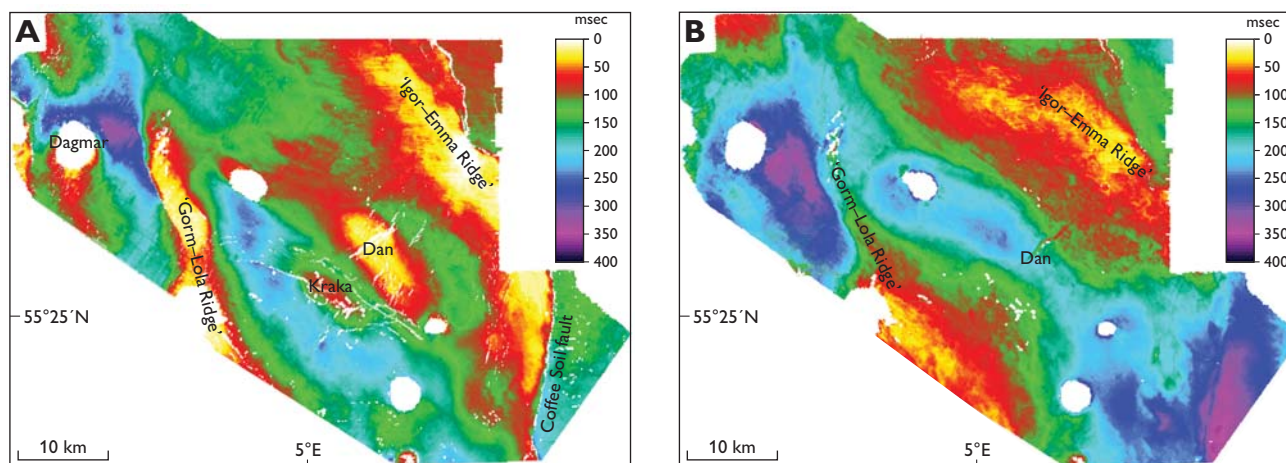 A
msec
0
50
100
150
200
250
300
350
400
Dagmar
'Igor–Emma Ridge'
'Gorm–Lola Ridge'
Dan
Kraka
Coffee Soil fault
55°25´N
10 km
5°E
B
msec
0
50
100
150
200
250
300
350
400
'Igor–Emma Ridge'
'Gorm–Lola Ridge'
Dan
55°25´N
10 km
5°E